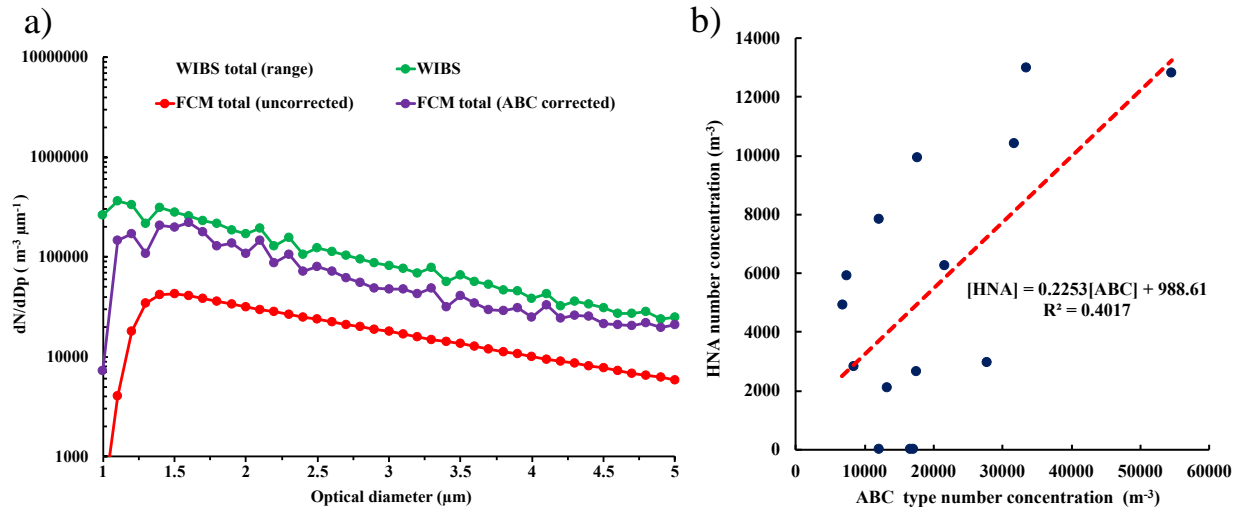 a)
WIBS total (range)
WIBS
FCM total (uncorrected)
FCM total (ABC corrected)
dN/dDp ( m⁻³ µm⁻¹)
10000000
1000000
100000
10000
1000
1
1.5
2
2.5
3
3.5
4
4.5
5
Optical diameter (µm)
b)
HNA number concentration (m⁻³)
14000
12000
10000
8000
6000
4000
2000
0
[HNA] = 0.2253[ABC] + 988.61
R² = 0.4017
0
10000
20000
30000
40000
50000
60000
ABC type number concentration (m⁻³)